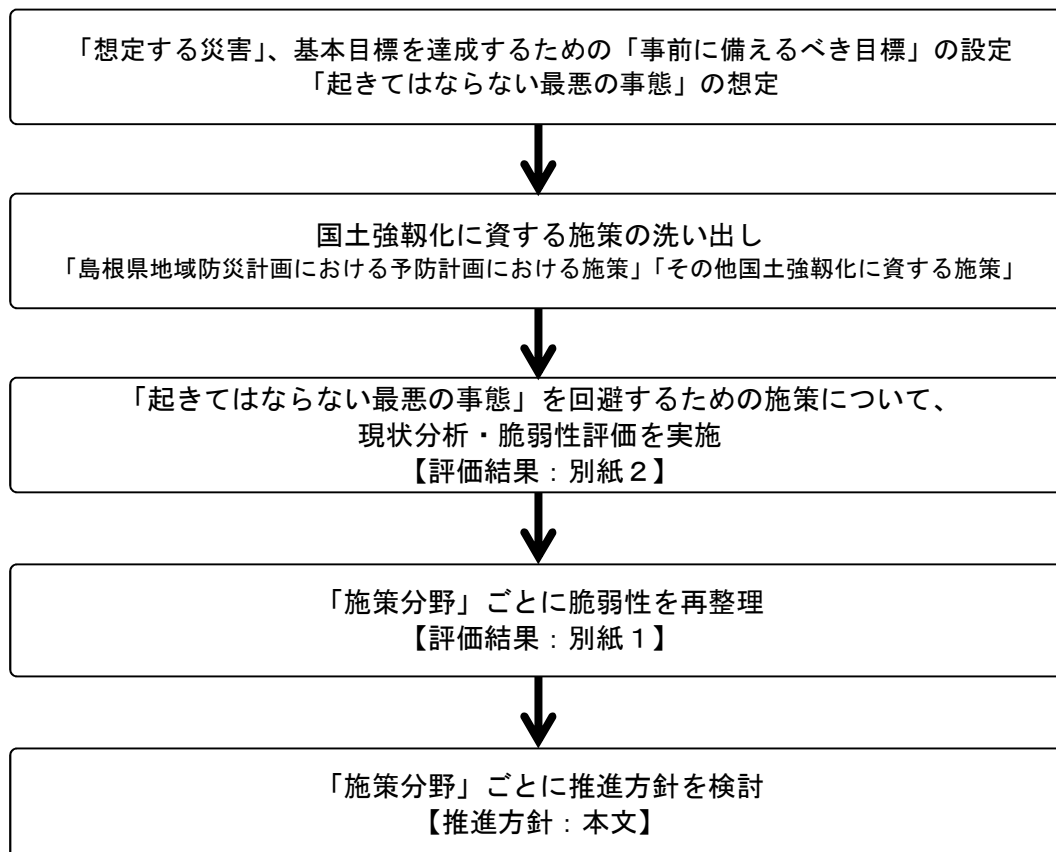 「想定する災害」、基本目標を達成するための「事前に備えるべき目標」の設定
「起きてはならない最悪の事態」の想定
国土強靱化に資する施策の洗い出し
「島根県地域防災計画における予防計画における施策」「その他国土強靱化に資する施策」
「起きてはならない最悪の事態」を回避するための施策について、
現状分析・脆弱性評価を実施
【評価結果：別紙２】
「施策分野」ごとに脆弱性を再整理
【評価結果：別紙１】
「施策分野」ごとに推進方針を検討
【推進方針：本文】